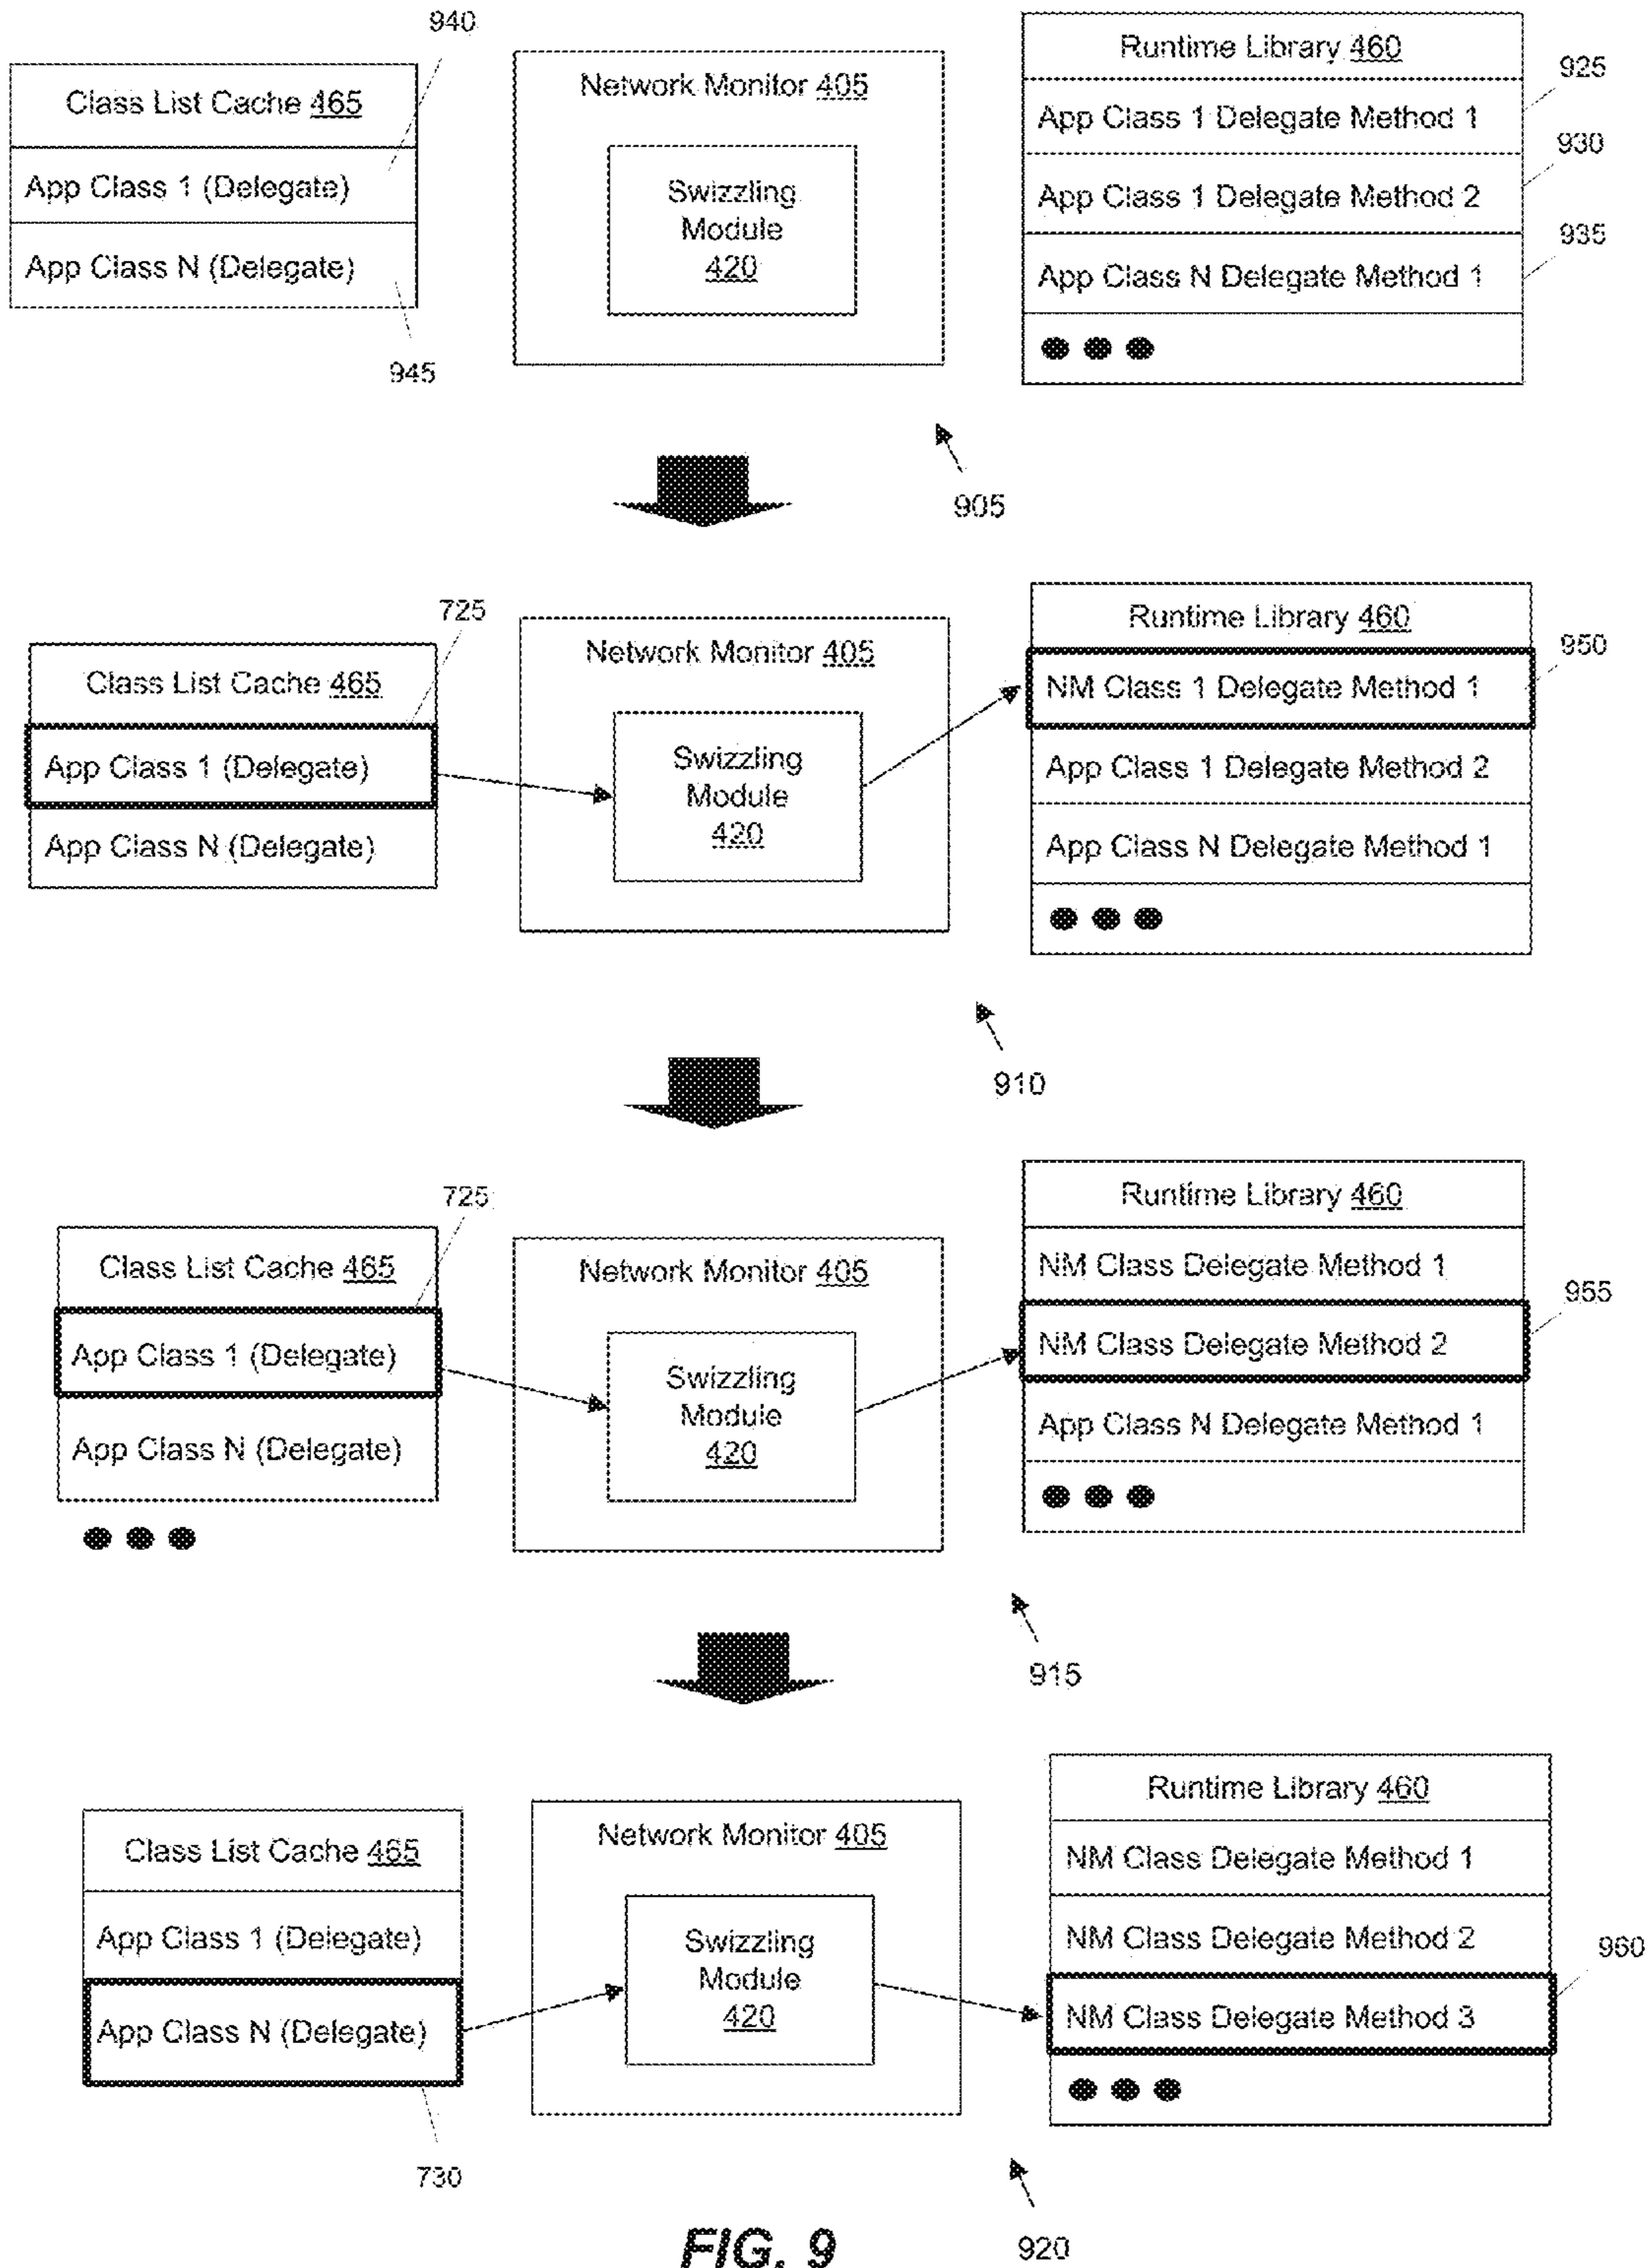 940
Class List Cache 465
App Class 1 (Delegate)
App Class N (Delegate)
945
Network Monitor 405
Swizzling
Module
420
Runtime Library 460
App Class 1 Delegate Method 1
App Class 1 Delegate Method 2
App Class N Delegate Method 1
925
930
935
905
725
Class List Cache 465
App Class 1 (Delegate)
App Class N (Delegate)
Network Monitor 405
Swizzling
Module
420
Runtime Library 460
NM Class 1 Delegate Method 1
App Class 1 Delegate Method 2
App Class N Delegate Method 1
950
910
725
Class List Cache 465
App Class 1 (Delegate)
App Class N (Delegate)
Network Monitor 405
Swizzling
Module
420
Runtime Library 460
NM Class Delegate Method 1
NM Class Delegate Method 2
App Class N Delegate Method 1
955
915
Class List Cache 465
App Class 1 (Delegate)
App Class N (Delegate)
730
Network Monitor 405
Swizzling
Module
420
Runtime Library 460
NM Class Delegate Method 1
NM Class Delegate Method 2
NM Class Delegate Method 3
960
920
FIG. 9